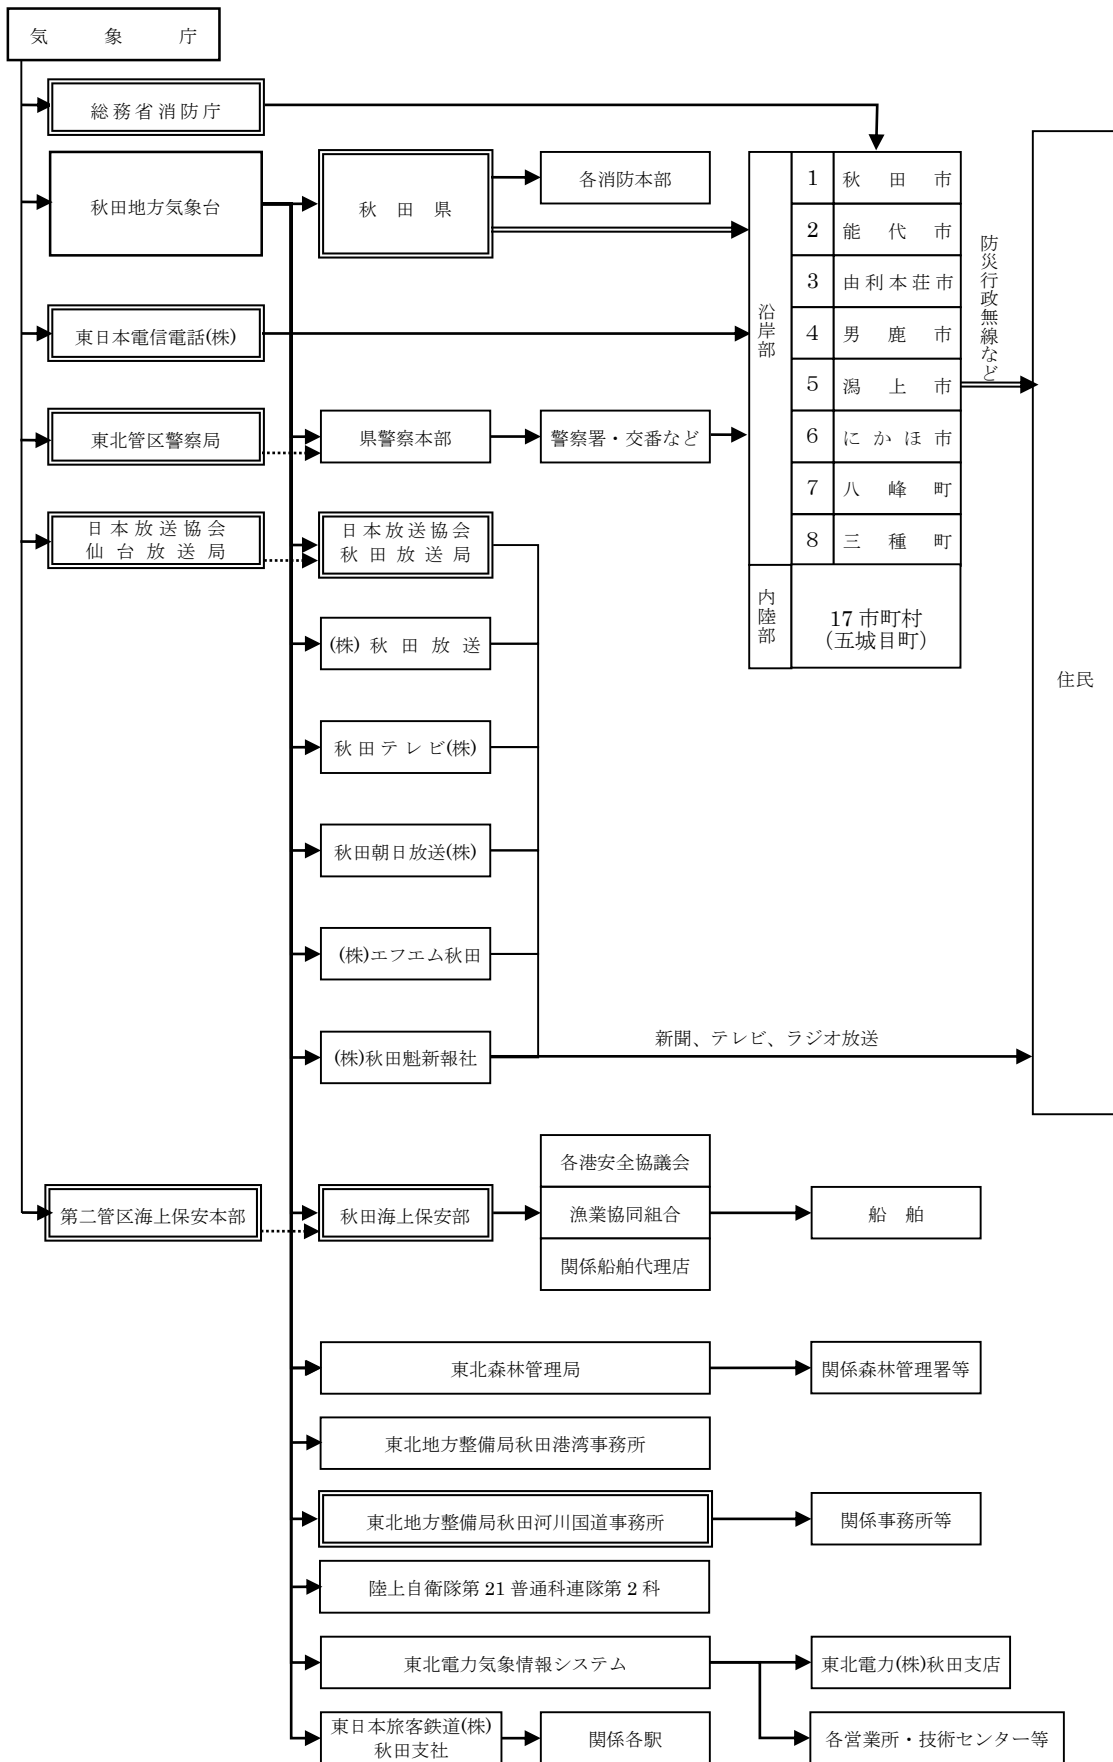 気象庁
総務省消防庁
秋田地方気象台
秋田県
各消防本部
東日本電信電話(株)
東北管区警察局
県警察本部
警察署・交番など
日本放送協会
仙台放送局
日本放送協会
秋田放送局
(株)秋田放送
秋田テレビ(株)
秋田朝日放送(株)
(株)エフエム秋田
(株)秋田魁新報社
沿岸部
1 秋田市
2 能代市
3 由利本荘市
4 男鹿市
5 潟上市
6 にかほ市
7 八峰町
8 三種町
内陸部
17市町村
(五城目町)
防災行政無線など
住民
新聞、テレビ、ラジオ放送
第二管区海上保安本部
秋田海上保安部
各港安全協議会
漁業協同組合
関係船舶代理店
船舶
東北森林管理局
関係森林管理署等
東北地方整備局秋田港湾事務所
東北地方整備局秋田河川国道事務所
関係事務所等
陸上自衛隊第21普通科連隊第2科
東北電力気象情報システム
東北電力(株)秋田支店
各営業所・技術センター等
東日本旅客鉄道(株)
秋田支社
関係各駅